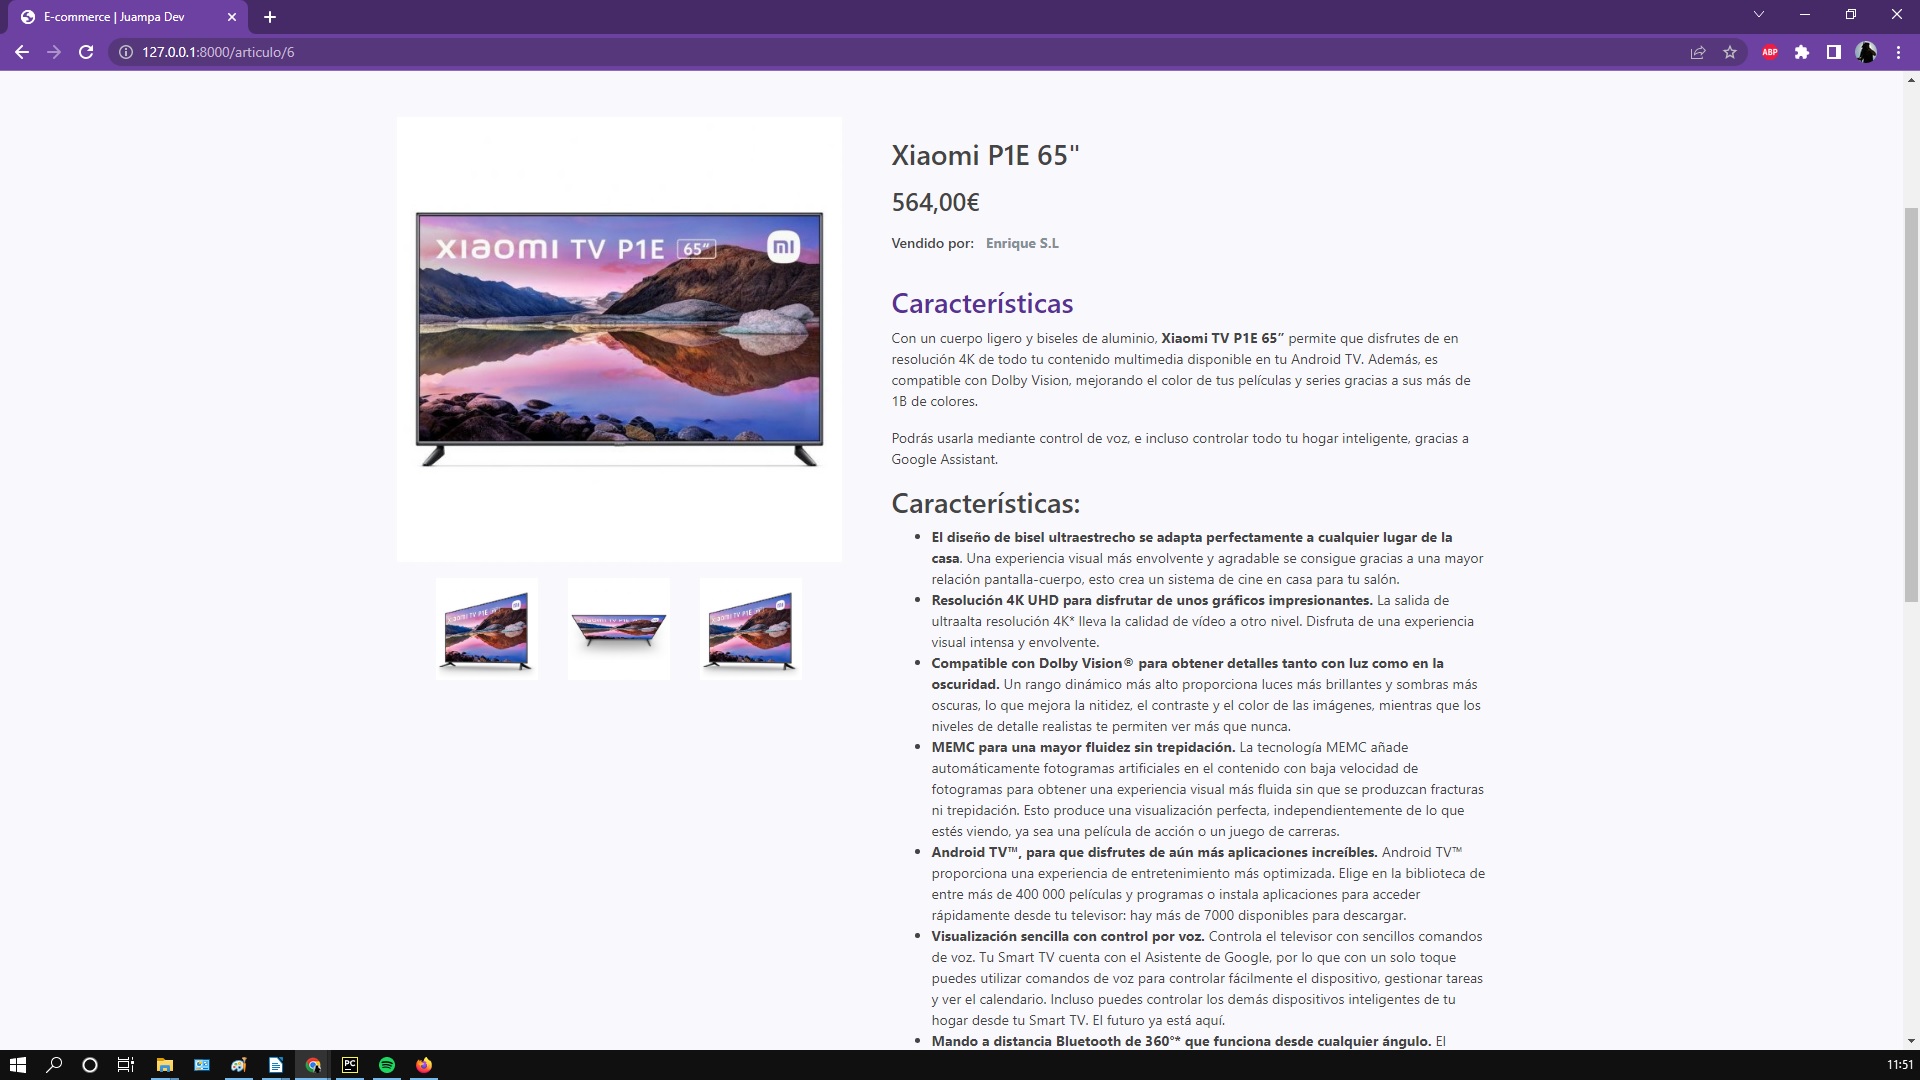 E-commerce | Juampa Dev
127.0.0.1:8000/articulo/6
ABP
xiaomi TV P1E 65"
mi
Xiaomi P1E 65"
564,00€
Vendido por: Enrique S.L
Características
Con un cuerpo ligero y biseles de aluminio, Xiaomi TV P1E 65” permite que disfrutes de en
resolución 4K de todo tu contenido multimedia disponible en tu Android TV. Además, es
compatible con Dolby Vision, mejorando el color de tus películas y series gracias a sus más de
1B de colores.
Podrás usarla mediante control de voz, e incluso controlar todo tu hogar inteligente, gracias a
Google Assistant.
Características:
El diseño de bisel ultraestrecho se adapta perfectamente a cualquier lugar de la
casa. Una experiencia visual más envolvente y agradable se consigue gracias a una mayor
relación pantalla-cuerpo, esto crea un sistema de cine en casa para tu salón.
Resolución 4K UHD para disfrutar de unos gráficos impresionantes. La salida de
ultraalta resolución 4K* lleva la calidad de vídeo a otro nivel. Disfruta de una experiencia
visual intensa y envolvente.
Compatible con Dolby Vision® para obtener detalles tanto con luz como en la
oscuridad. Un rango dinámico más alto proporciona luces más brillantes y sombras más
oscuras, lo que mejora la nitidez, el contraste y el color de las imágenes, mientras que los
niveles de detalle realistas te permiten ver más que nunca.
MEMC para una mayor fluidez sin trepidación. La tecnología MEMC añade
automáticamente fotogramas artificiales en el contenido con baja velocidad de
fotogramas para obtener una experiencia visual más fluida sin que se produzcan fracturas
ni trepidación. Esto produce una visualización perfecta, independientemente de lo que
estés viendo, ya sea una película de acción o un juego de carreras.
Android TV™, para que disfrutes de aún más aplicaciones increíbles. Android TV™
proporciona una experiencia de entretenimiento más optimizada. Elige en la biblioteca de
entre más de 400 000 películas y programas o instala aplicaciones para acceder
rápidamente desde tu televisor: hay más de 7000 disponibles para descargar.
Visualización sencilla con control por voz. Controla el televisor con sencillos comandos
de voz. Tu Smart TV cuenta con el Asistente de Google, por lo que con un solo toque
puedes utilizar comandos de voz para controlar fácilmente el dispositivo, gestionar tareas
y ver el calendario. Incluso puedes controlar los demás dispositivos inteligentes de tu
hogar desde tu Smart TV. El futuro ya está aquí.
Mando a distancia Bluetooth de 360°* que funciona desde cualquier ángulo. El
PC
11:51